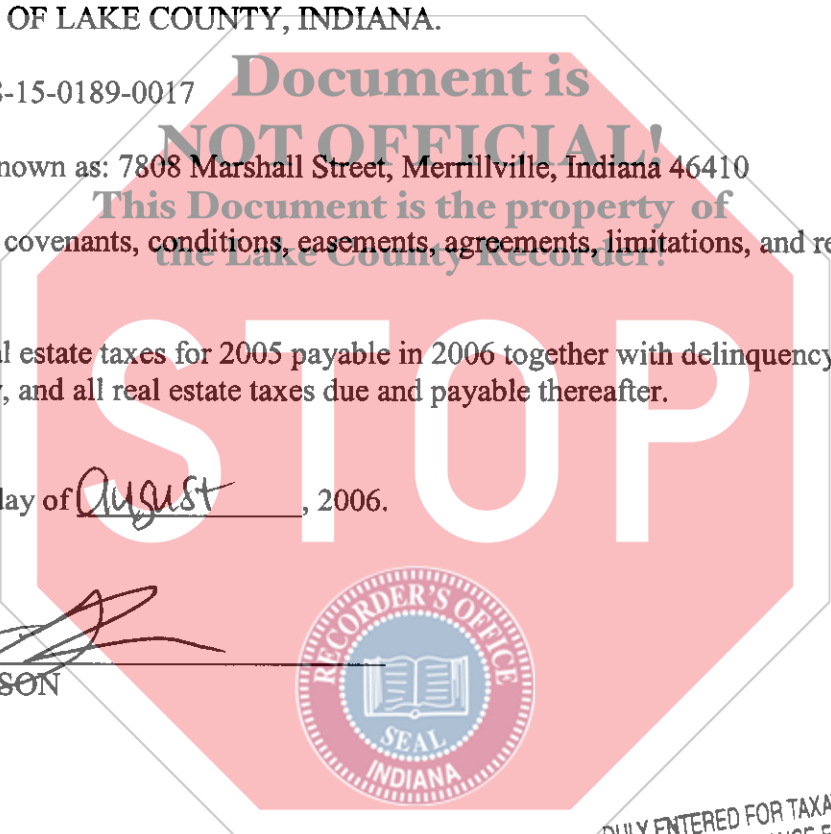 OF LAKE COUNTY, INDIANA.
Document is
-15-0189-0017
NOT OFFICIAL!
nown as: 7808 Marshall Street, Merrillville, Indiana 46410
This Document is the property of
covenants, conditions, easements, agreements, limitations, and re
the Lake County Recorder!
l estate taxes for 2005 payable in 2006 together with delinquency
, and all real estate taxes due and payable thereafter.
STOP
day of August, 2006.
RECORDER'S OFFICE
SON
SEAL
INDIANA
DULY ENTERED FOR TAXA